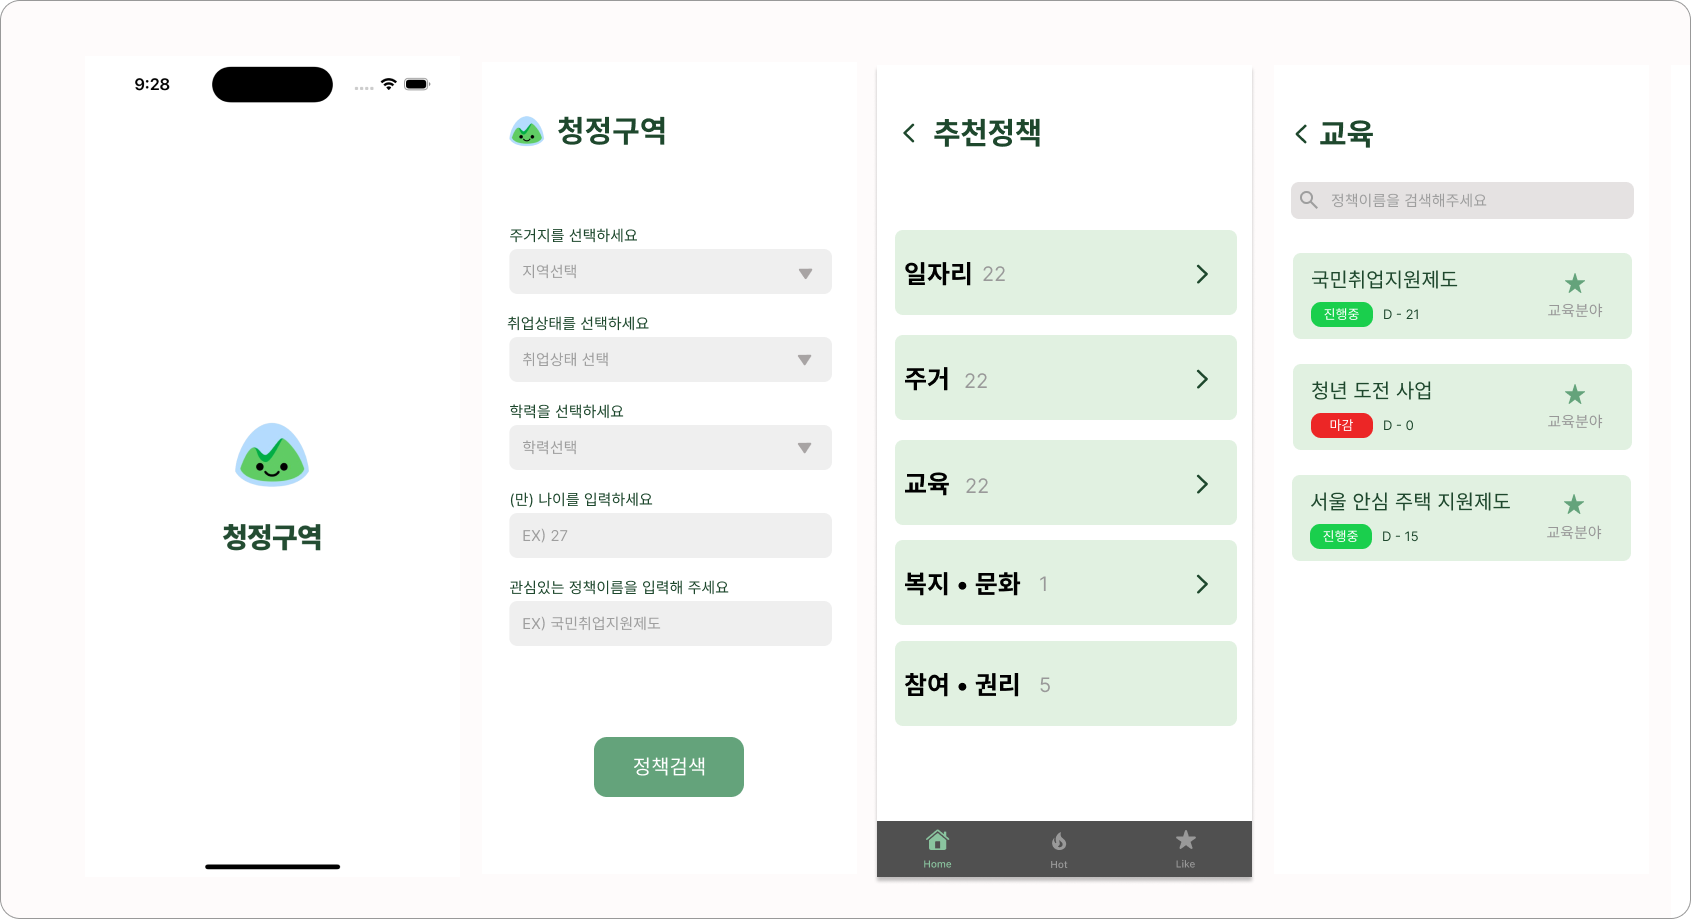 9:28
청정구역
청정구역
주거지를 선택하세요
지역선택
취업상태를 선택하세요
취업상태 선택
학력을 선택하세요
학력선택
(만) 나이를 입력하세요
EX) 27
관심있는 정책이름을 입력해 주세요
EX) 국민취업지원제도
정책검색
추천정책
일자리 22
주거 22
교육 22
복지 • 문화 1
참여 • 권리 5
Home
Hot
Like
교육
정책이름을 검색해주세요
국민취업지원제도
진행중 D - 21
교육분야
청년 도전 사업
마감 D - 0
교육분야
서울 안심 주택 지원제도
진행중 D - 15
교육분야